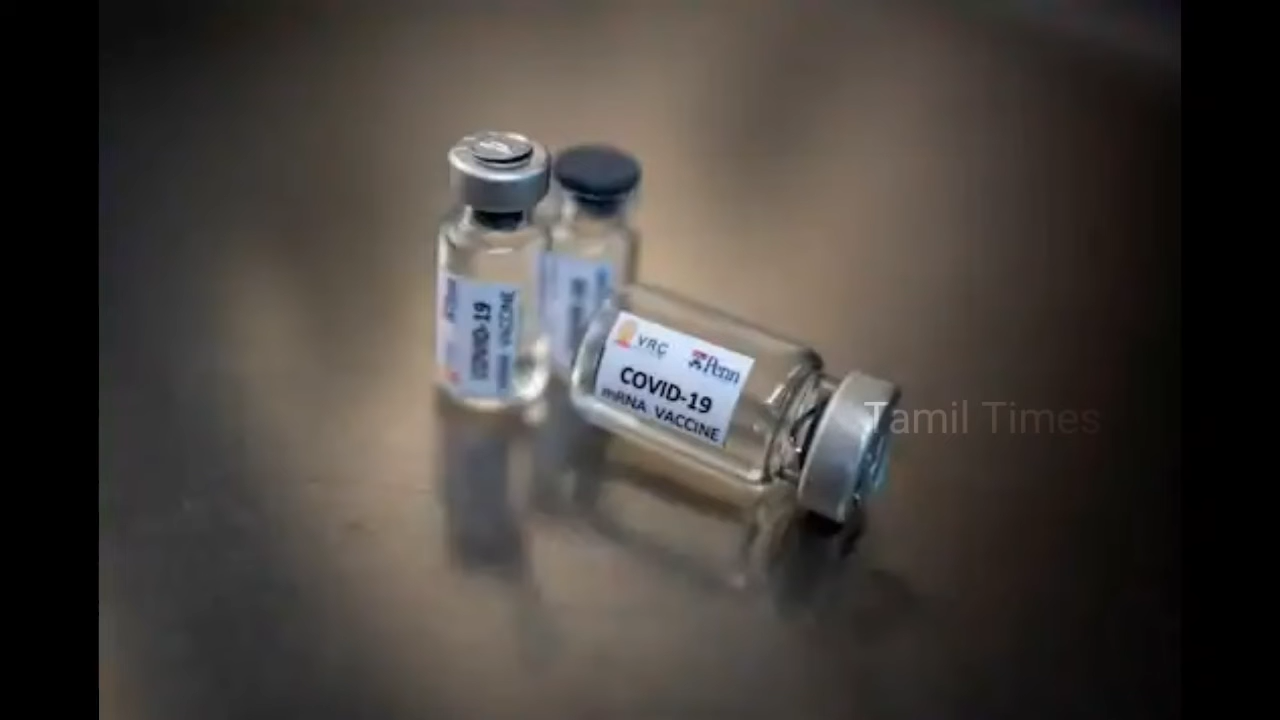 COVID-19
VACCINE
VRC Penn
COVID-19
mRNA VACCINE
Tamil Times